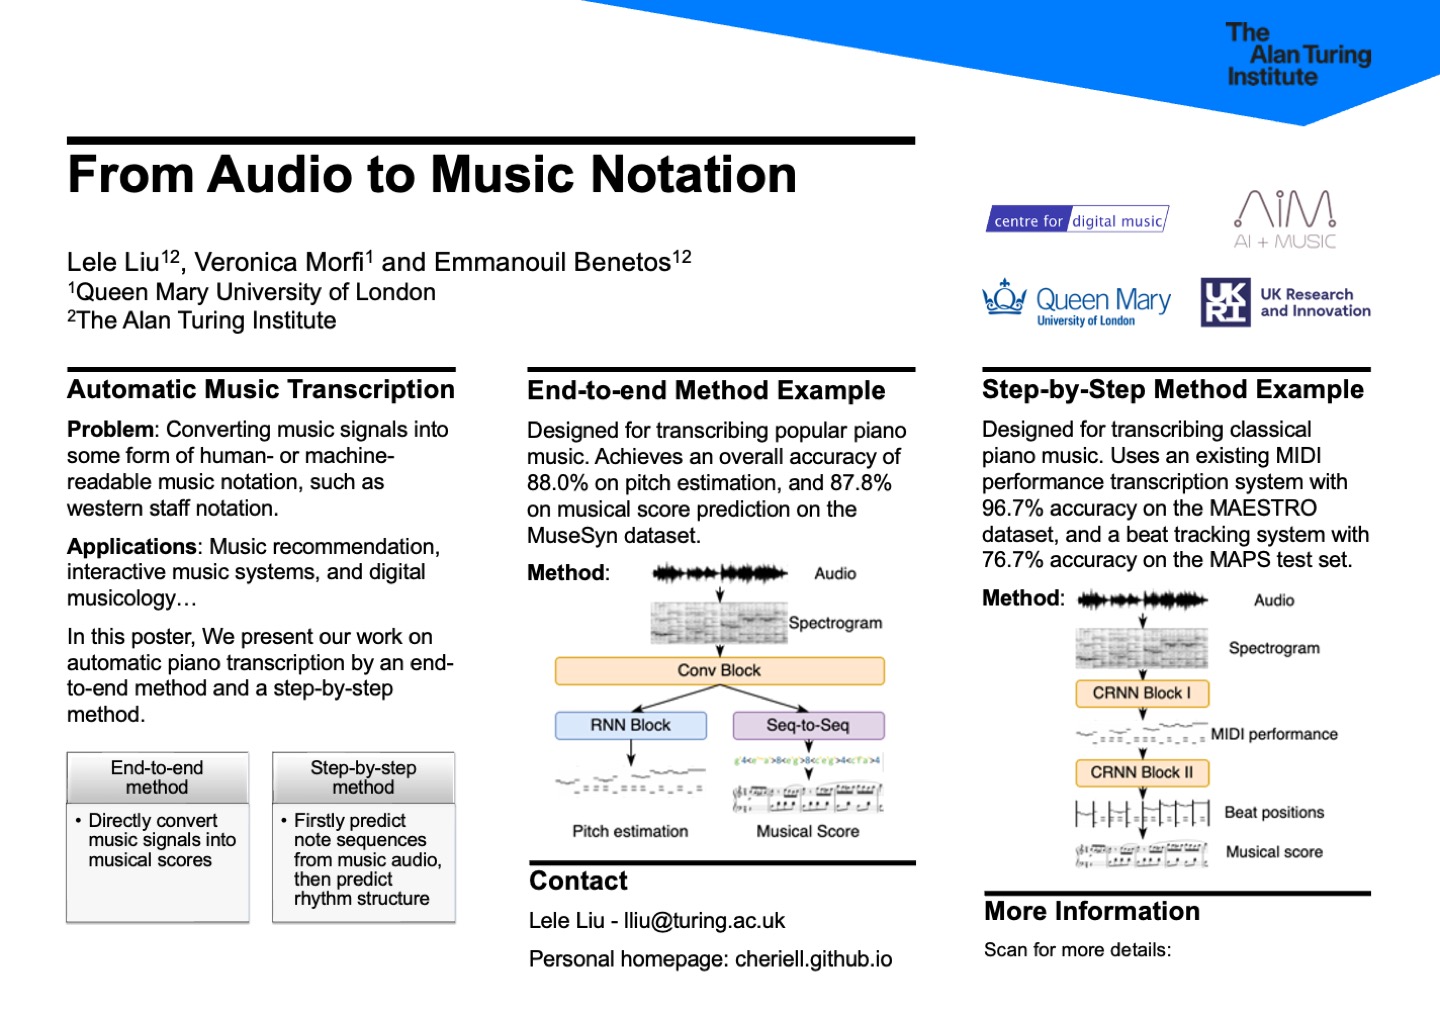 The
Alan Turing
Institute
From Audio to Music Notation
Lele Liu¹², Veronica Morfi¹ and Emmanouil Benetos¹²
¹Queen Mary University of London
²The Alan Turing Institute
centre for digital music
AiM
AI + MUSIC
Queen Mary
University of London
UK
RI
UK Research
and Innovation
Automatic Music Transcription
Problem: Converting music signals into
some form of human- or machine-
readable music notation, such as
western staff notation.
Applications: Music recommendation,
interactive music systems, and digital
musicology…
In this poster, We present our work on
automatic piano transcription by an end-
to-end method and a step-by-step
method.
End-to-end
method
• Directly convert
music signals into
musical scores
Step-by-step
method
• Firstly predict
note sequences
from music audio,
then predict
rhythm structure
End-to-end Method Example
Designed for transcribing popular piano
music. Achieves an overall accuracy of
88.0% on pitch estimation, and 87.8%
on musical score prediction on the
MuseSyn dataset.
Method:
Audio
Spectrogram
Conv Block
RNN Block
Seq-to-Seq
Pitch estimation
Musical Score
Contact
Lele Liu - lliu@turing.ac.uk
Personal homepage: cheriell.github.io
Step-by-Step Method Example
Designed for transcribing classical
piano music. Uses an existing MIDI
performance transcription system with
96.7% accuracy on the MAESTRO
dataset, and a beat tracking system with
76.7% accuracy on the MAPS test set.
Method:
Audio
Spectrogram
CRNN Block I
MIDI performance
CRNN Block II
Beat positions
Musical score
More Information
Scan for more details: